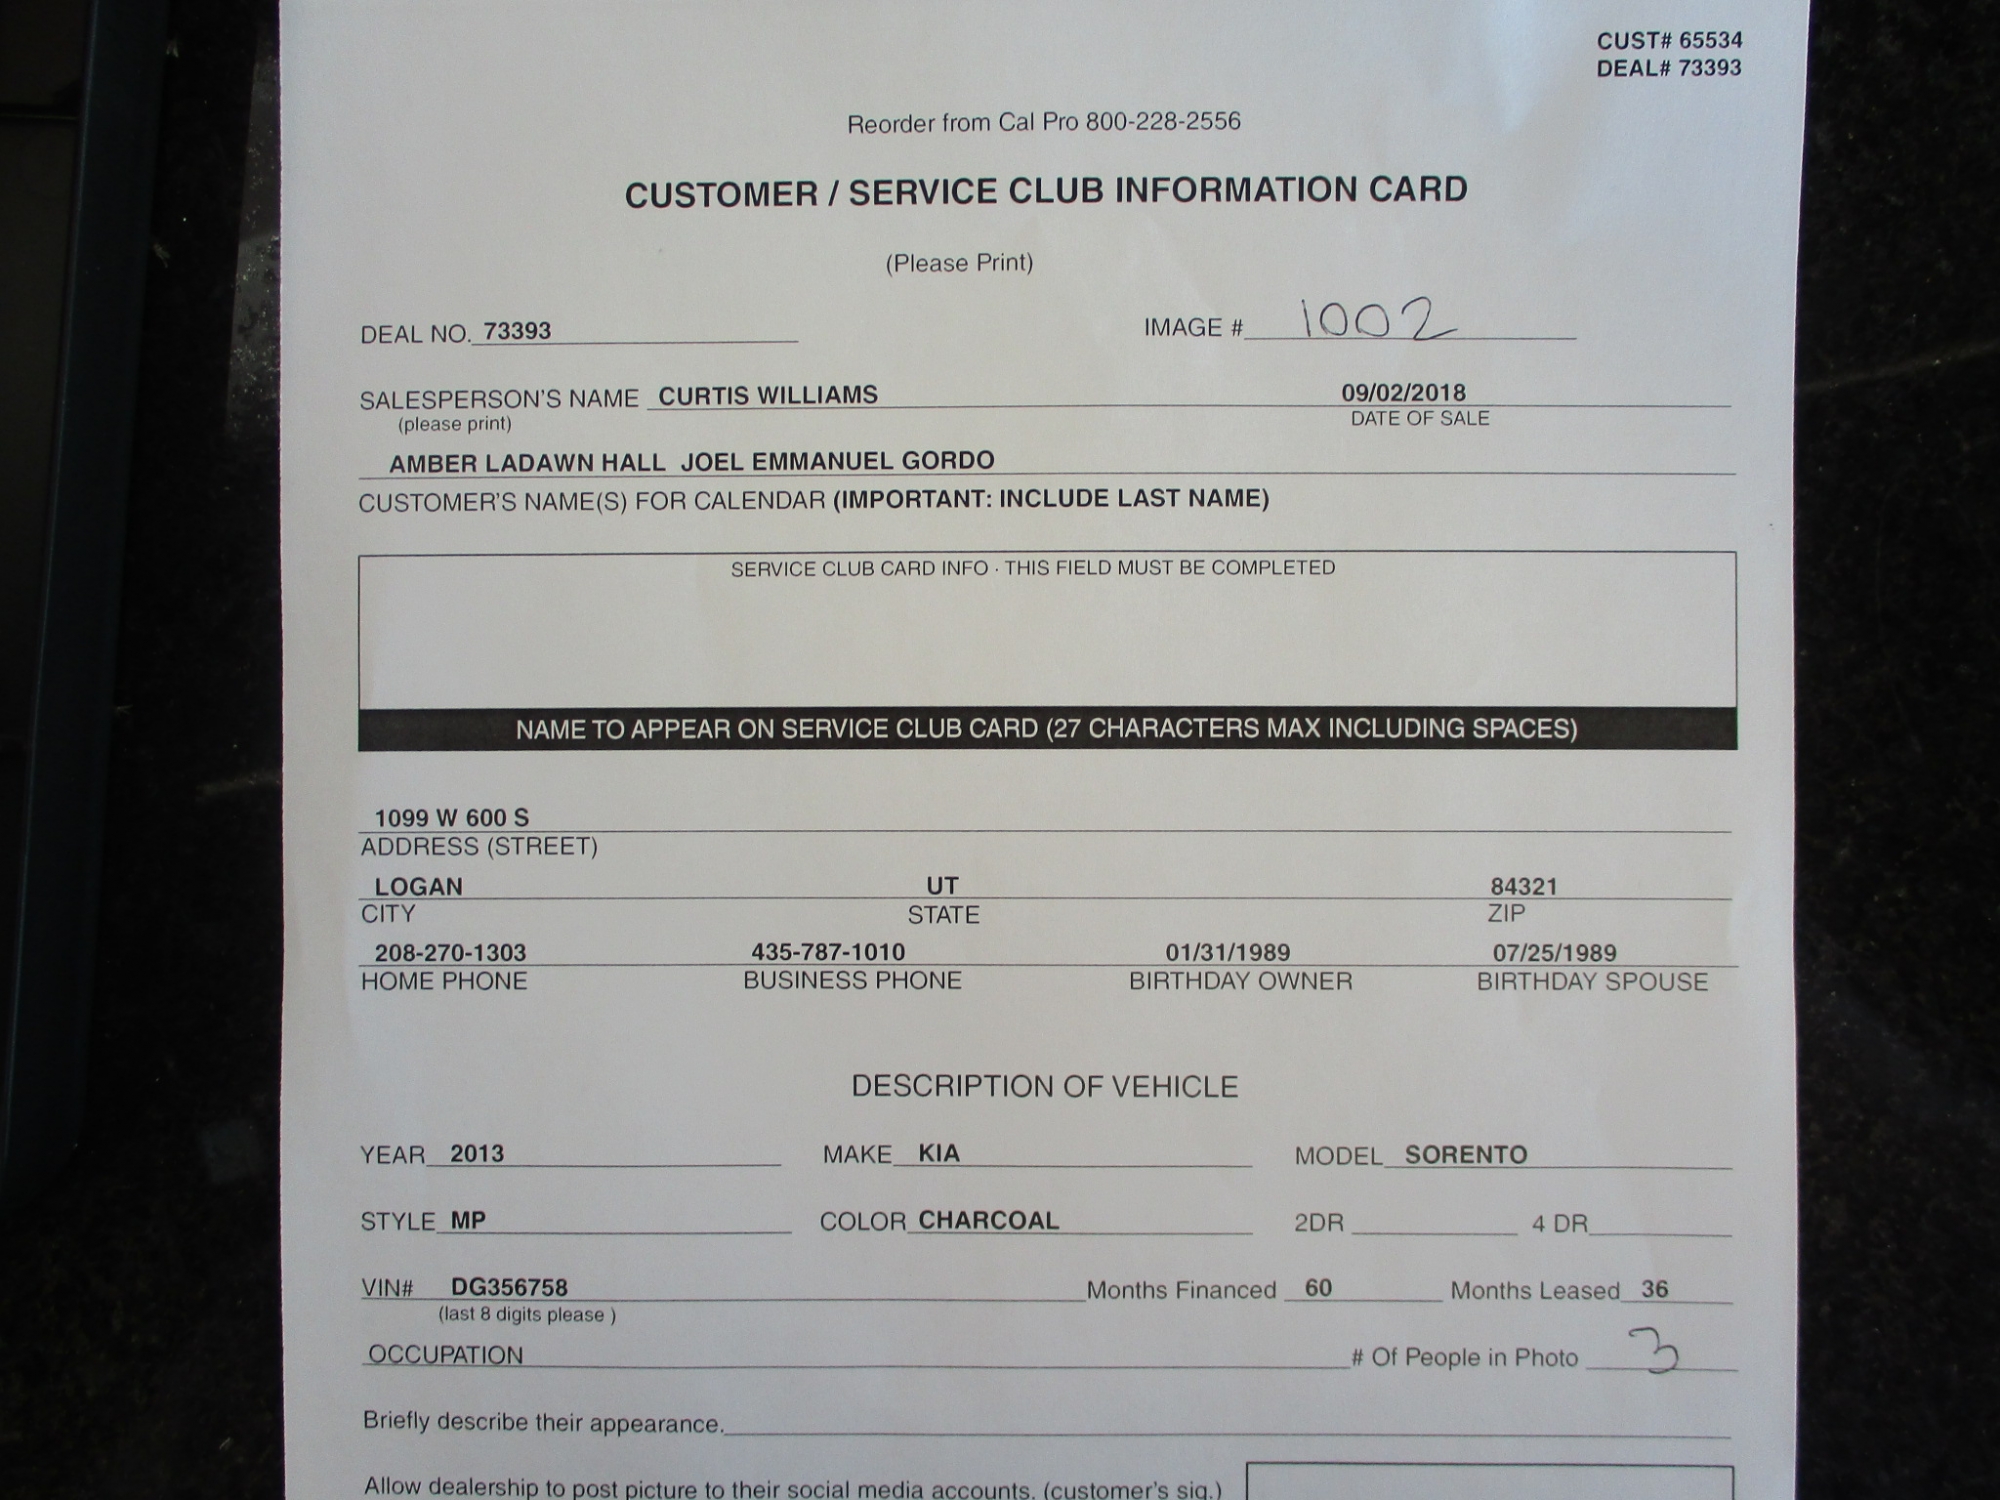 CUST# 65534
DEAL# 73393
Reorder from Cal Pro 800-228-2556
CUSTOMER / SERVICE CLUB INFORMATION CARD
(Please Print)
DEAL NO. 73393 IMAGE # 1002
SALESPERSON'S NAME CURTIS WILLIAMS 09/02/2018
(please print) DATE OF SALE
AMBER LADAWN HALL JOEL EMMANUEL GORDO
CUSTOMER'S NAME(S) FOR CALENDAR (IMPORTANT: INCLUDE LAST NAME)
SERVICE CLUB CARD INFO · THIS FIELD MUST BE COMPLETED
NAME TO APPEAR ON SERVICE CLUB CARD (27 CHARACTERS MAX INCLUDING SPACES)
1099 W 600 S
ADDRESS (STREET)
LOGAN UT 84321
CITY STATE ZIP
208-270-1303 435-787-1010 01/31/1989 07/25/1989
HOME PHONE BUSINESS PHONE BIRTHDAY OWNER BIRTHDAY SPOUSE
DESCRIPTION OF VEHICLE
YEAR 2013 MAKE KIA MODEL SORENTO
STYLE MP COLOR CHARCOAL 2DR 4 DR
VIN# DG356758 Months Financed 60 Months Leased 36
(last 8 digits please )
OCCUPATION # Of People in Photo 3
Briefly describe their appearance.
Allow dealership to post picture to their social media accounts. (customer's sig.)